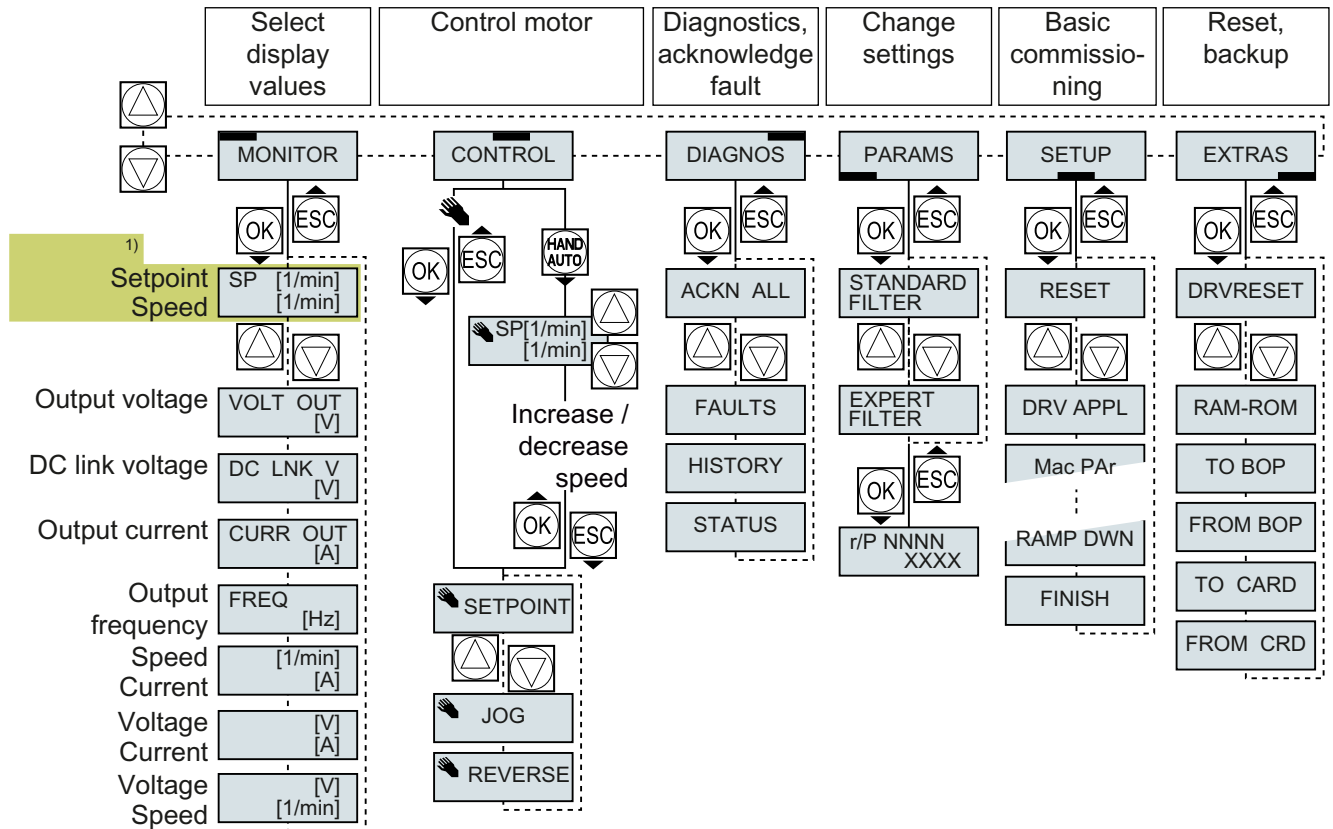 Select
display
values
Control motor
Diagnostics,
acknowledge
fault
Change
settings
Basic
commissio-
ning
Reset,
backup
MONITOR
CONTROL
DIAGNOS
PARAMS
SETUP
EXTRAS
OK
ESC
OK
ESC
HAND
AUTO
OK
ESC
OK
ESC
OK
ESC
OK
ESC
1)
Setpoint
Speed
SP [1/min]
[1/min]
Output voltage
VOLT OUT
[V]
DC link voltage
DC LNK V
[V]
Output current
CURR OUT
[A]
Output
frequency
FREQ
[Hz]
Speed
Current
[1/min]
[A]
Voltage
Current
[V]
[A]
Voltage
Speed
[V]
[1/min]
SP[1/min]
[1/min]
Increase /
decrease
speed
OK
ESC
SETPOINT
JOG
REVERSE
ACKN ALL
FAULTS
HISTORY
STATUS
STANDARD
FILTER
EXPERT
FILTER
OK
ESC
r/P NNNN
XXXX
RESET
DRV APPL
Mac PAr
RAMP DWN
FINISH
DRVRESET
RAM-ROM
TO BOP
FROM BOP
TO CARD
FROM CRD